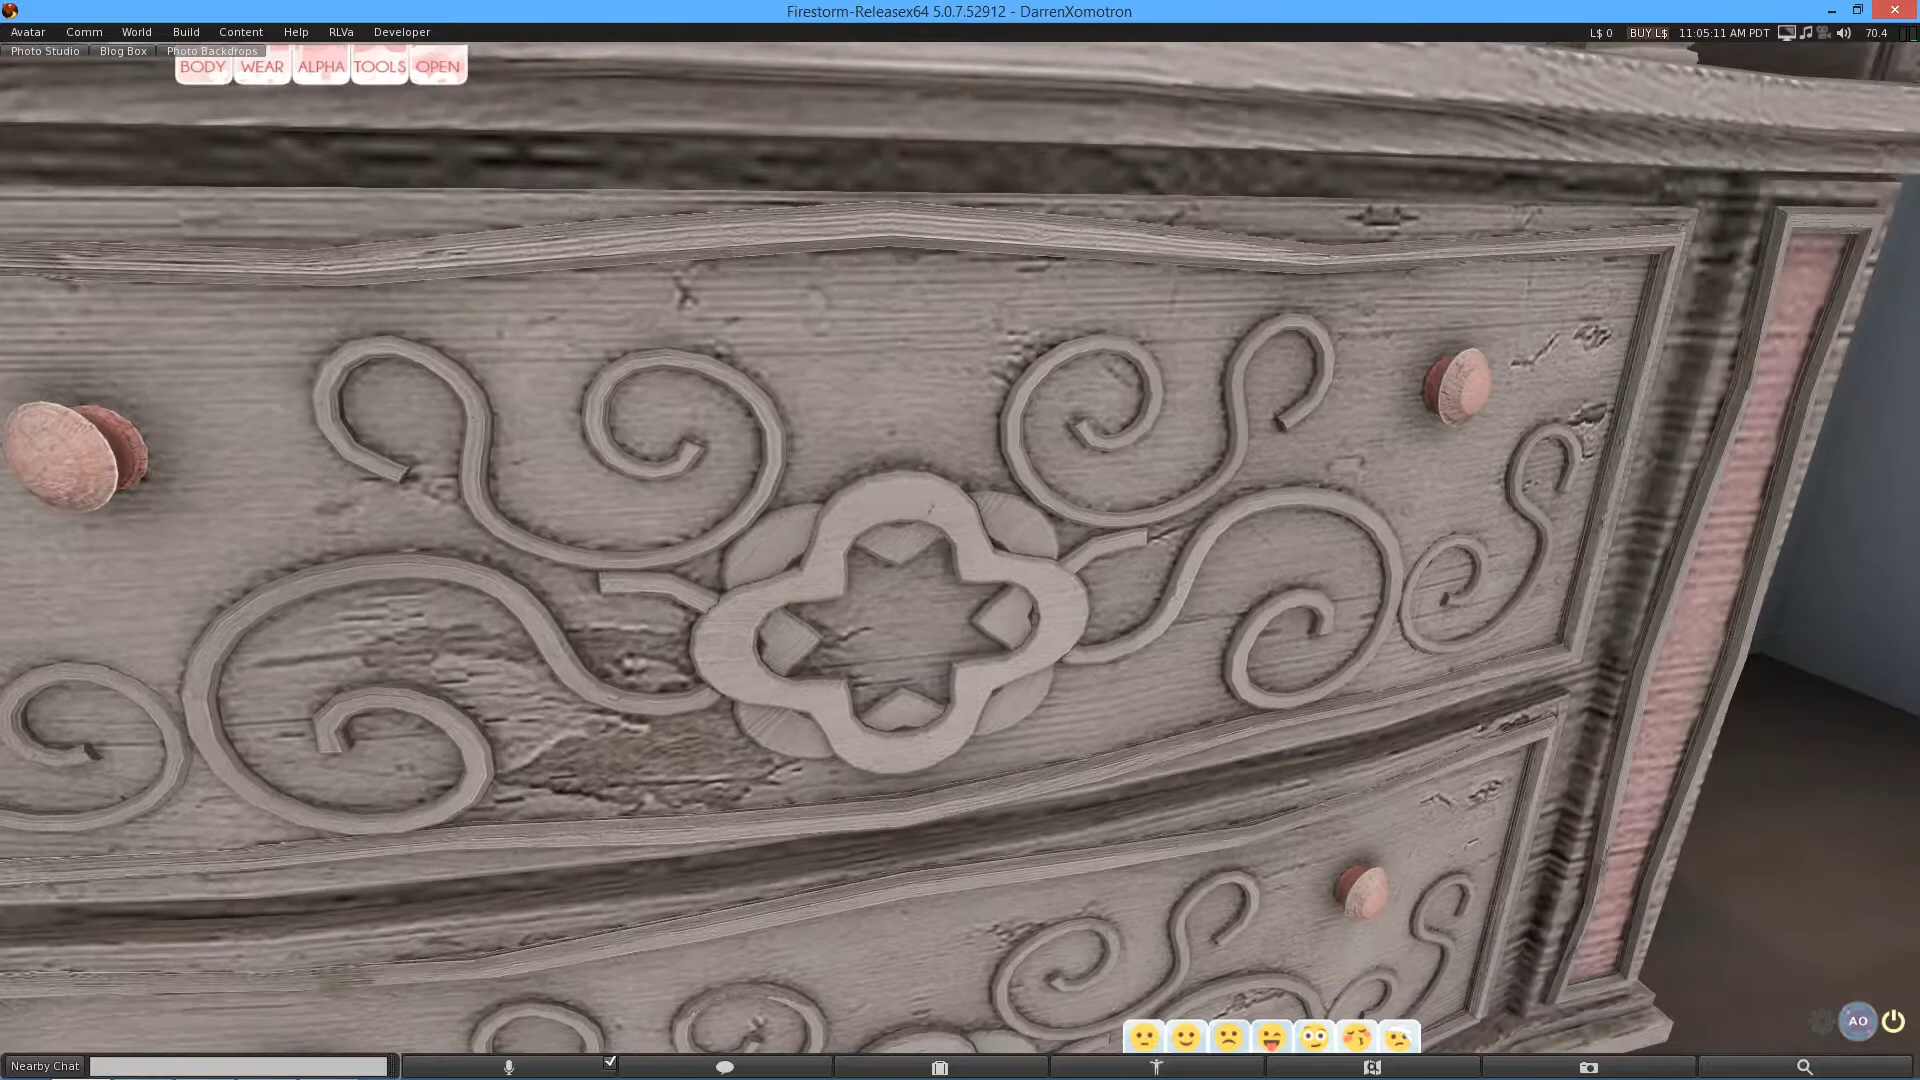 Firestorm-Releasex64 5.0.7.52912 - DarrenXomotron
Avatar Comm World Build Content Help RLVa Developer L$ 0 BUY L$ 11:05:11 AM PDT 70.4
Photo Studio Blog Box Photo Backdrops
BODY WEAR ALPHA TOOLS OPEN
AO
Nearby Chat